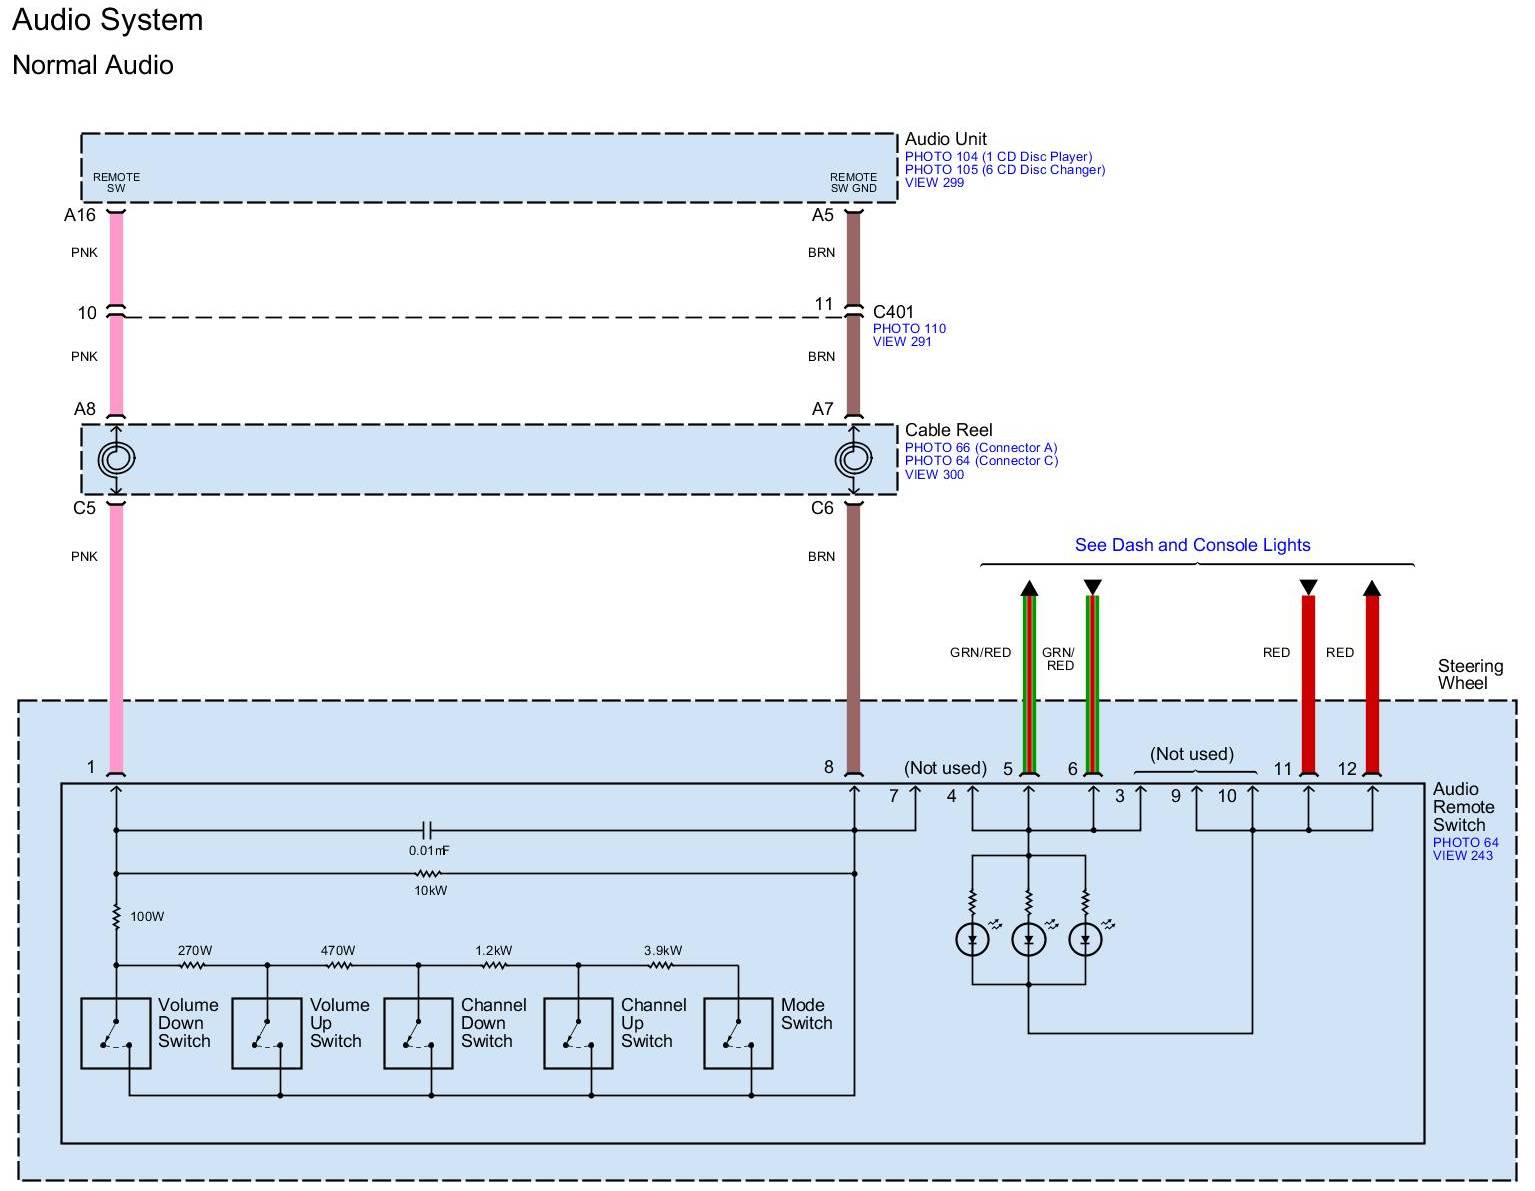 Audio System
Normal Audio
Audio Unit
PHOTO 104 (1 CD Disc Player)
PHOTO 105 (6 CD Disc Changer)
VIEW 299
REMOTE
SW
REMOTE
SW GND
A16
A5
PNK
BRN
10
11
C401
PHOTO 110
VIEW 291
PNK
BRN
A8
A7
Cable Reel
PHOTO 66 (Connector A)
PHOTO 64 (Connector C)
VIEW 300
C5
C6
PNK
BRN
See Dash and Console Lights
GRN/RED
GRN/
RED
RED
RED
Steering
Wheel
1
8
(Not used)
5
6
(Not used)
11
12
7
4
3
9
10
Audio
Remote
Switch
PHOTO 64
VIEW 243
0.01mF
10kW
100W
270W
470W
1.2kW
3.9kW
Volume
Down
Switch
Volume
Up
Switch
Channel
Down
Switch
Channel
Up
Switch
Mode
Switch